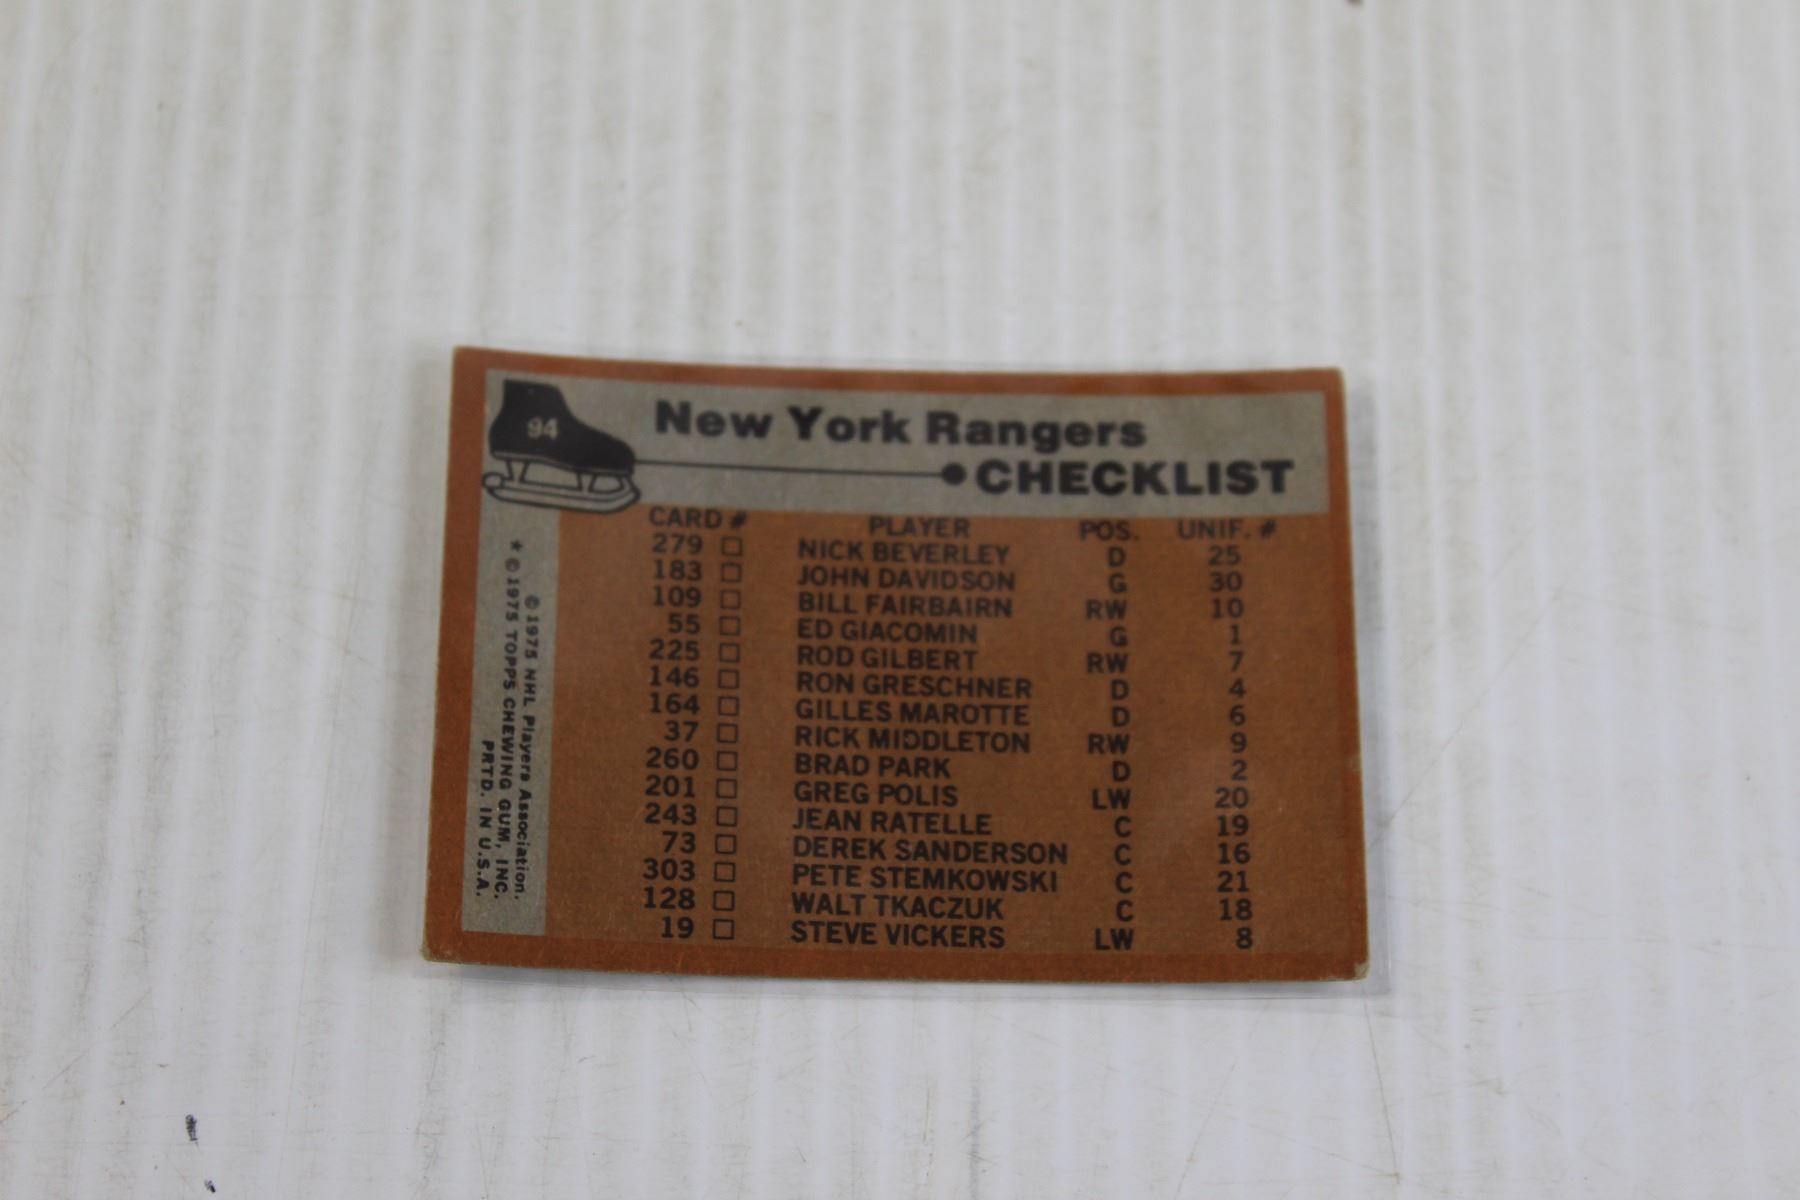 94
New York Rangers
CHECKLIST
CARD # PLAYER POS. UNIF. #
279 □ NICK BEVERLEY D 25
183 □ JOHN DAVIDSON G 30
109 □ BILL FAIRBAIRN RW 10
55 □ ED GIACOMIN G 1
225 □ ROD GILBERT RW 7
146 □ RON GRESCHNER D 4
164 □ GILLES MAROTTE D 6
37 □ RICK MIDDLETON RW 9
260 □ BRAD PARK D 2
201 □ GREG POLIS LW 20
243 □ JEAN RATELLE C 19
73 □ DEREK SANDERSON C 16
303 □ PETE STEMKOWSKI C 21
128 □ WALT TKACZUK C 18
19 □ STEVE VICKERS LW 8
© 1975 NHL Players Association.
★ © 1975 TOPPS CHEWING GUM, INC.
PRTD. IN U.S.A.